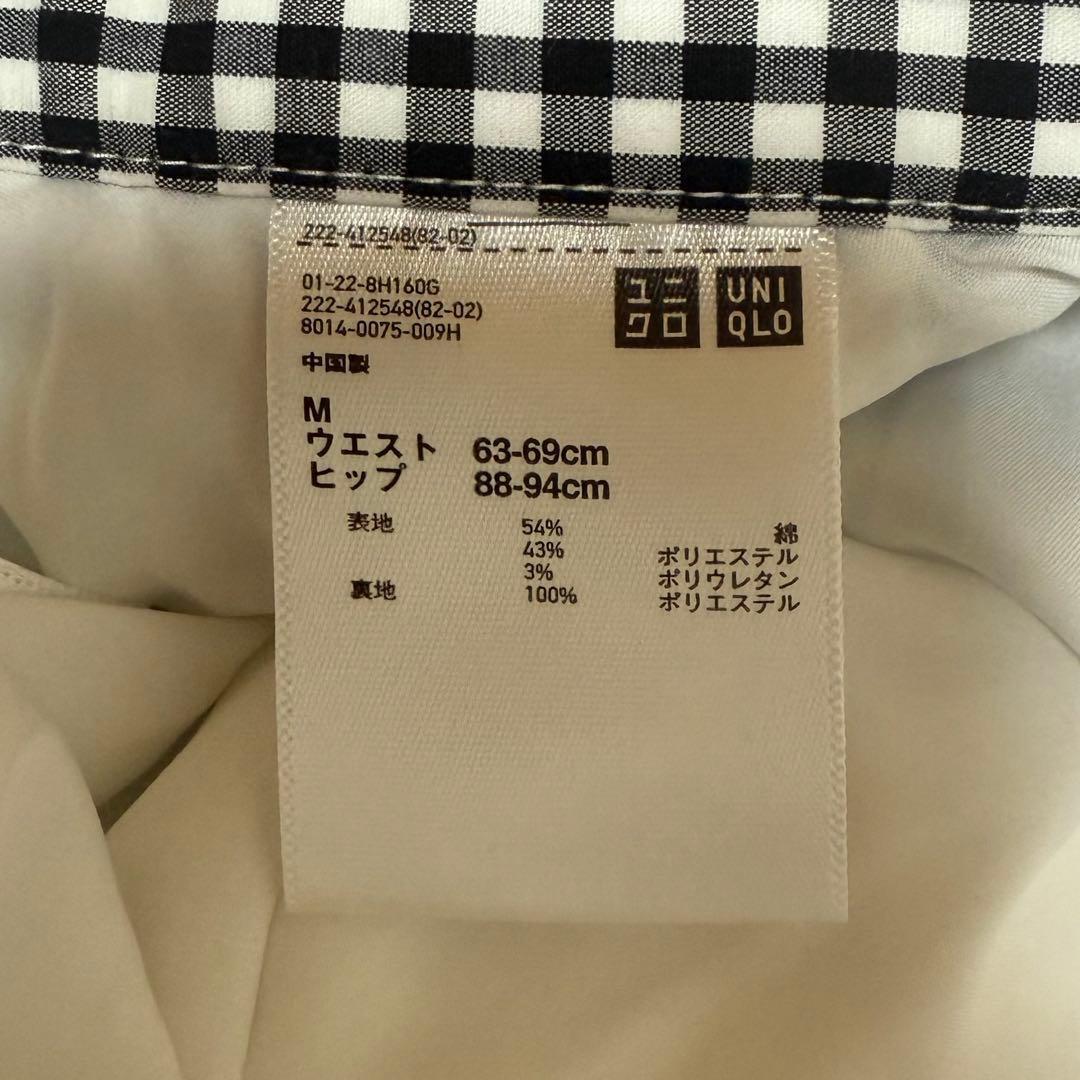 222-412548(82-02)
01-22-8H160G
222-412548(82-02)
8014-0075-009H
中国製
ユニ
クロ
UNI
QLO
M
ウエスト 63-69cm
ヒップ 88-94cm
表地 54% 綿
43% ポリエステル
3% ポリウレタン
裏地 100% ポリエステル